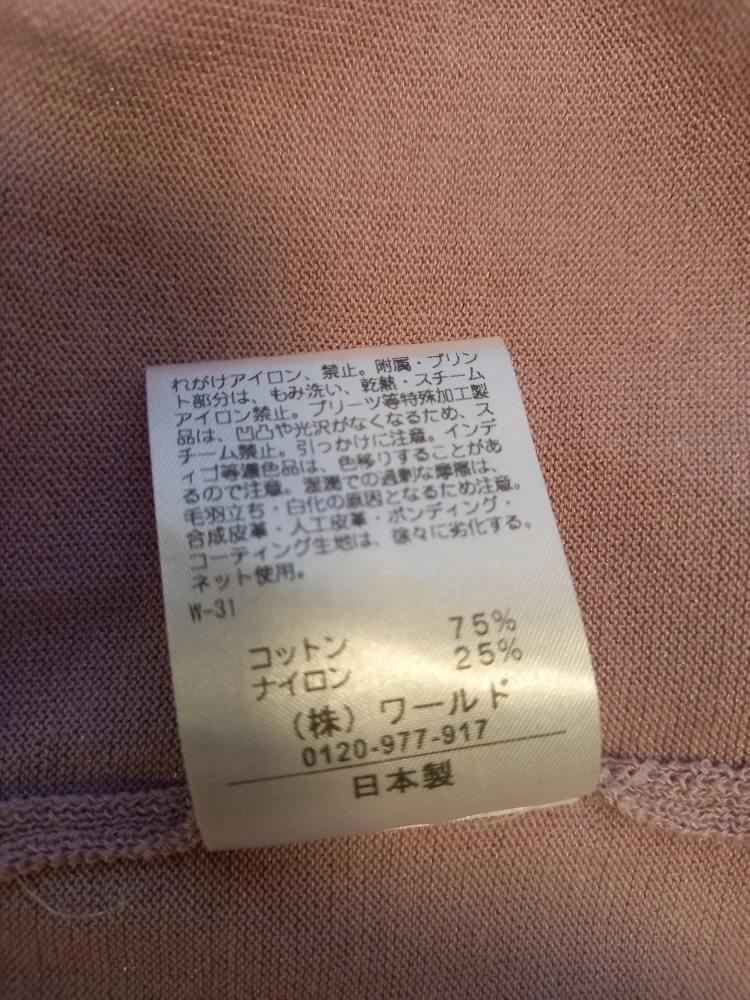 れがけアイロン、禁止。附属・プリン
ト部分は、もみ洗い、乾熱・スチーム
アイロン禁止。プリーツ等特殊加工製
品は、凹凸や光沢がなくなるため、ス
チーム禁止。引っかけに注意。インデ
ィゴ等濃色品は、色移りすることがあ
るので注意。湿潤での過剰な摩擦は、
毛羽立ち・白化の原因となるため注意。
合成皮革・人工皮革・ボンディング・
コーティング生地は、徐々に劣化する。
ネット使用。
W-31
コットン 75%
ナイロン 25%
(株) ワールド
0120-977-917
日本製